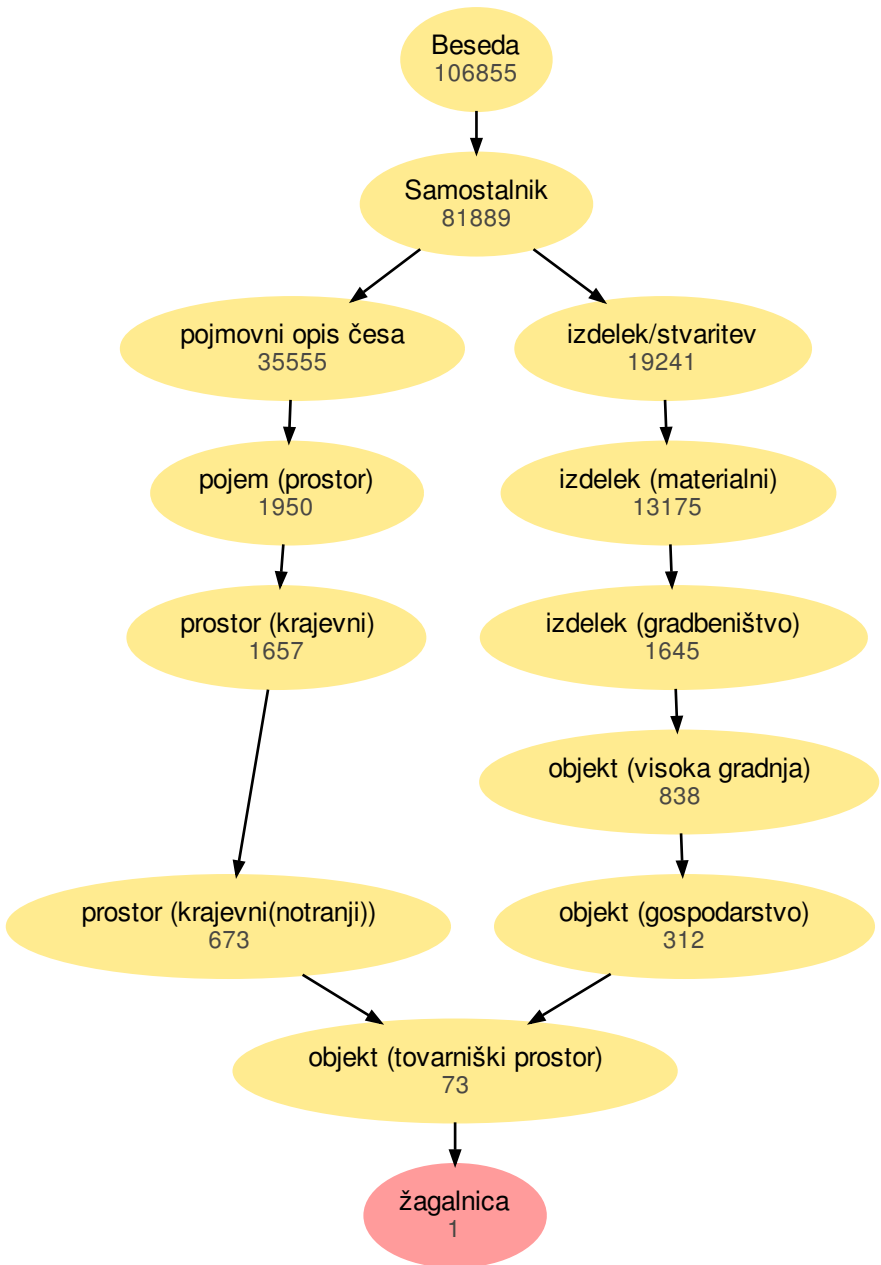 Beseda
106855
Samostalnik
81889
pojmovni opis česa
35555
izdelek/stvaritev
19241
pojem (prostor)
1950
izdelek (materialni)
13175
prostor (krajevni)
1657
izdelek (gradbeništvo)
1645
objekt (visoka gradnja)
838
prostor (krajevni(notranji))
673
objekt (gospodarstvo)
312
objekt (tovarniški prostor)
73
žagalnica
1